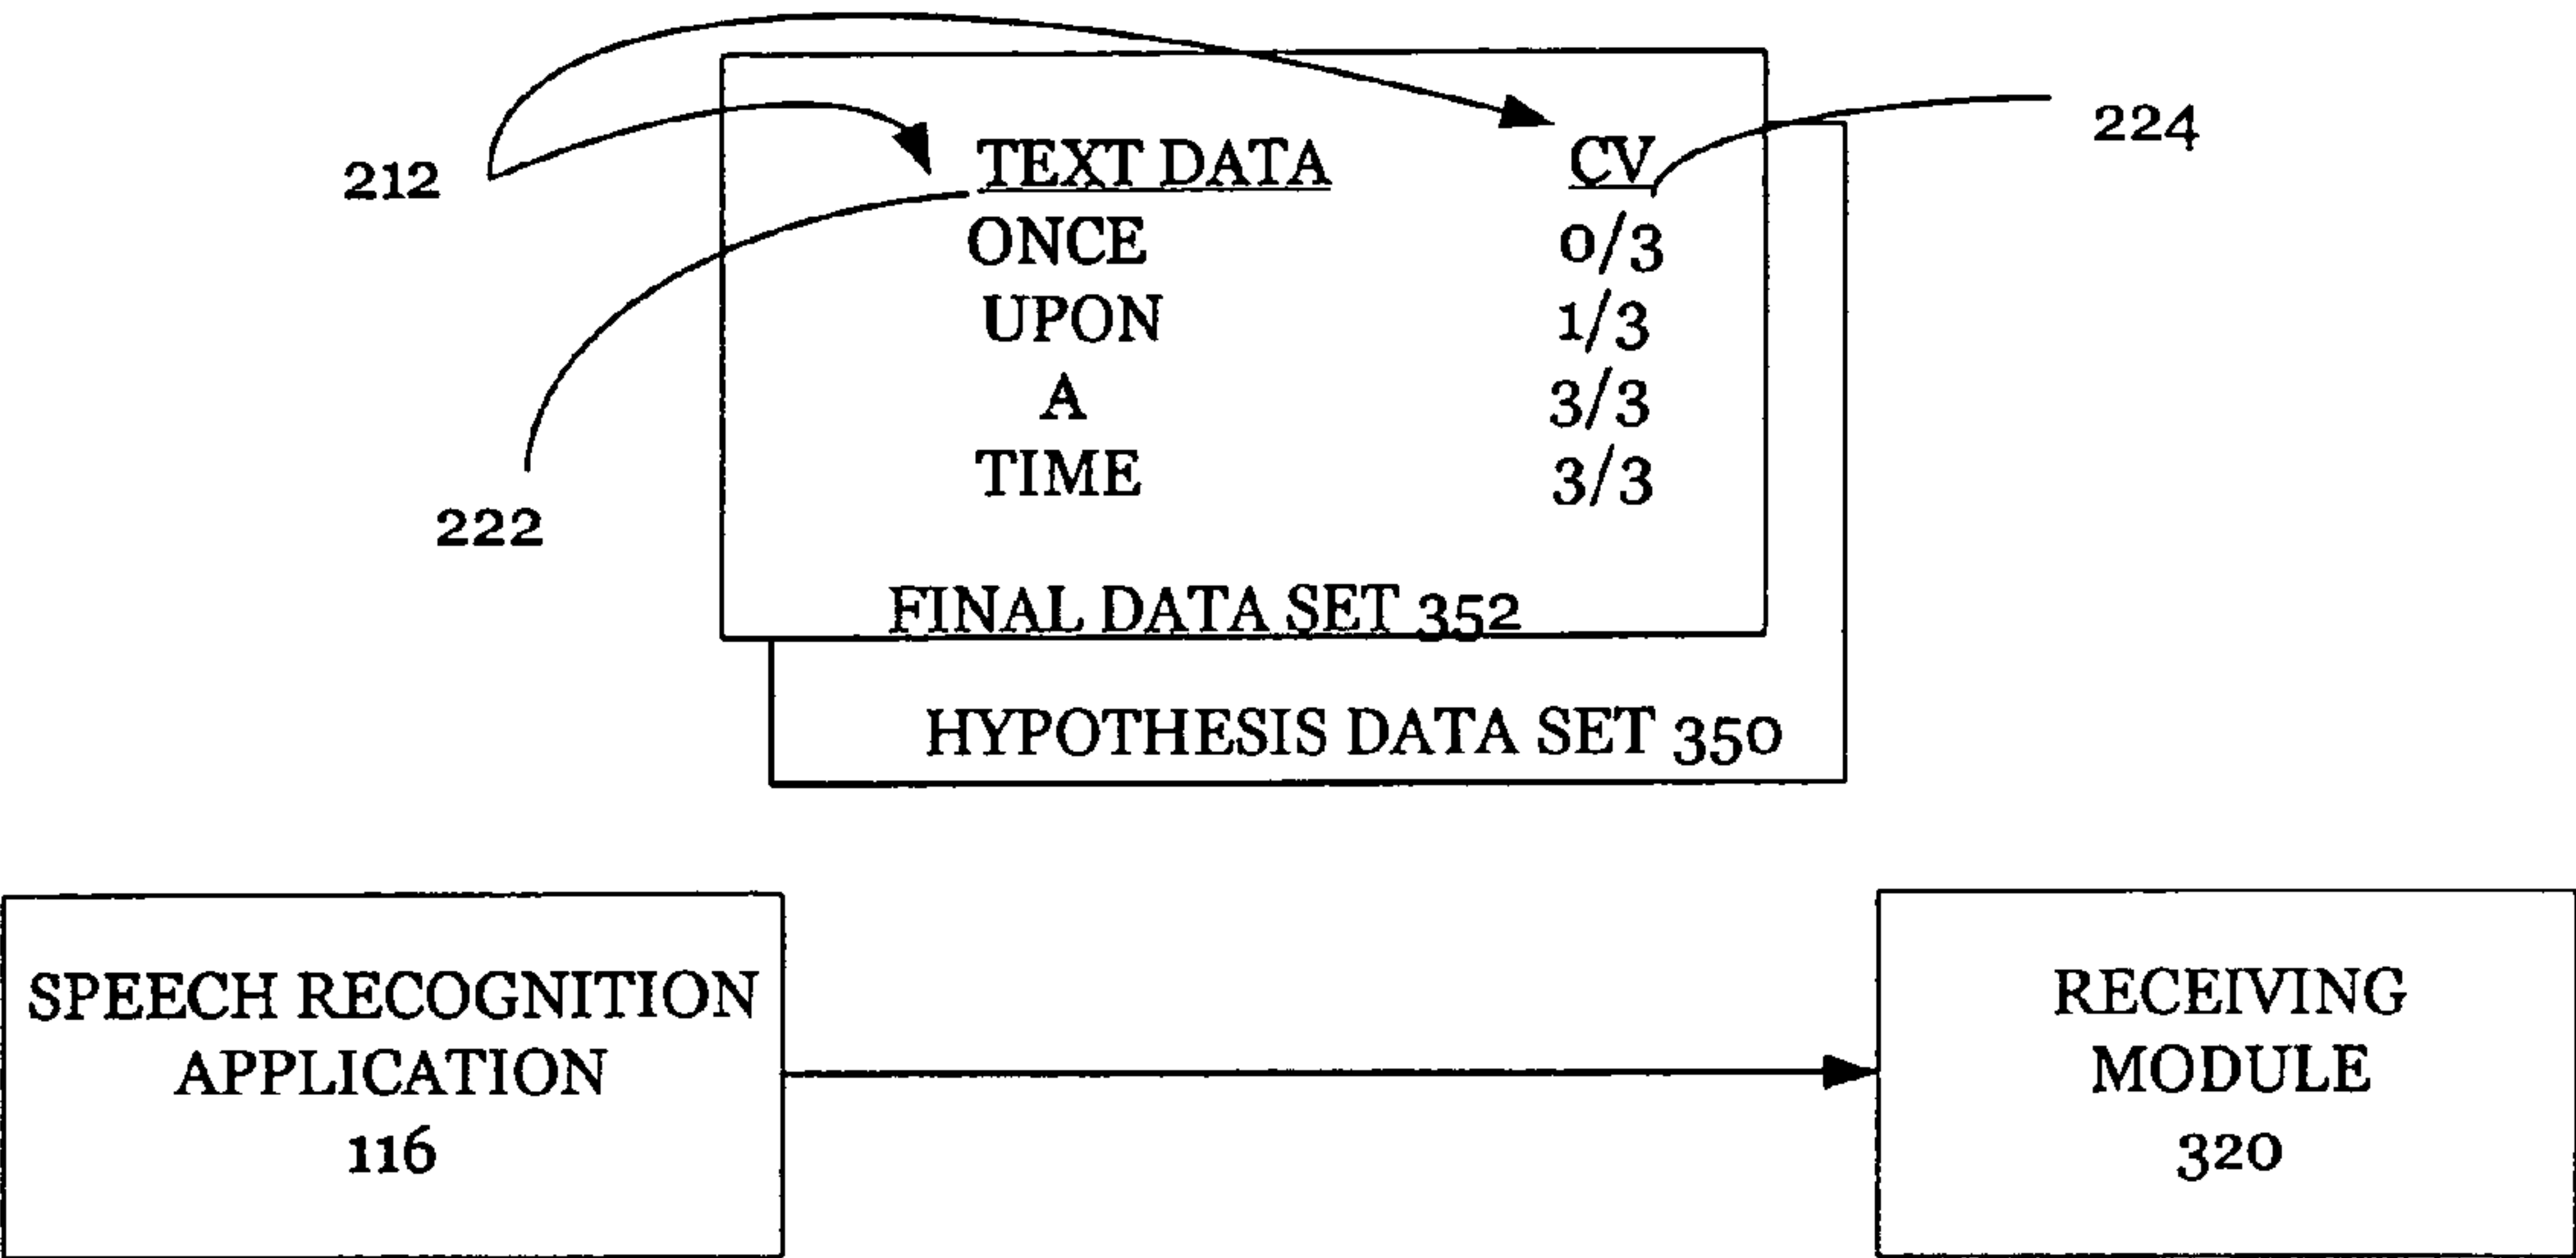 224
212
TEXT DATA CV
ONCE 0/3
UPON 1/3
A 3/3
TIME 3/3
222
FINAL DATA SET 352
HYPOTHESIS DATA SET 350
SPEECH RECOGNITION
APPLICATION
116
RECEIVING
MODULE
320